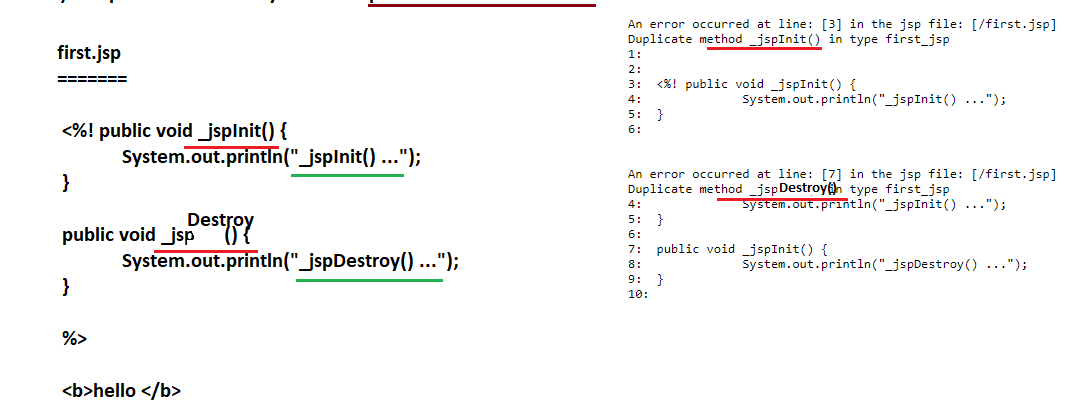 first.jsp
=======
<%! public void _jspInit() {
System.out.println("_jspInit() ...");
}
Destroy
public void _jsp () {
System.out.println("_jspDestroy() ...");
}
%>
<b>hello </b>
An error occurred at line: [3] in the jsp file: [/first.jsp]
Duplicate method _jspInit() in type first_jsp
1:
2:
3: <%! public void _jspInit() {
4: System.out.println("_jspInit() ...");
5: }
6:
An error occurred at line: [7] in the jsp file: [/first.jsp]
Duplicate method _jspDestroy() in type first_jsp
4: System.out.println("_jspInit() ...");
5: }
6:
7: public void _jspInit() {
8: System.out.println("_jspDestroy() ...");
9: }
10: